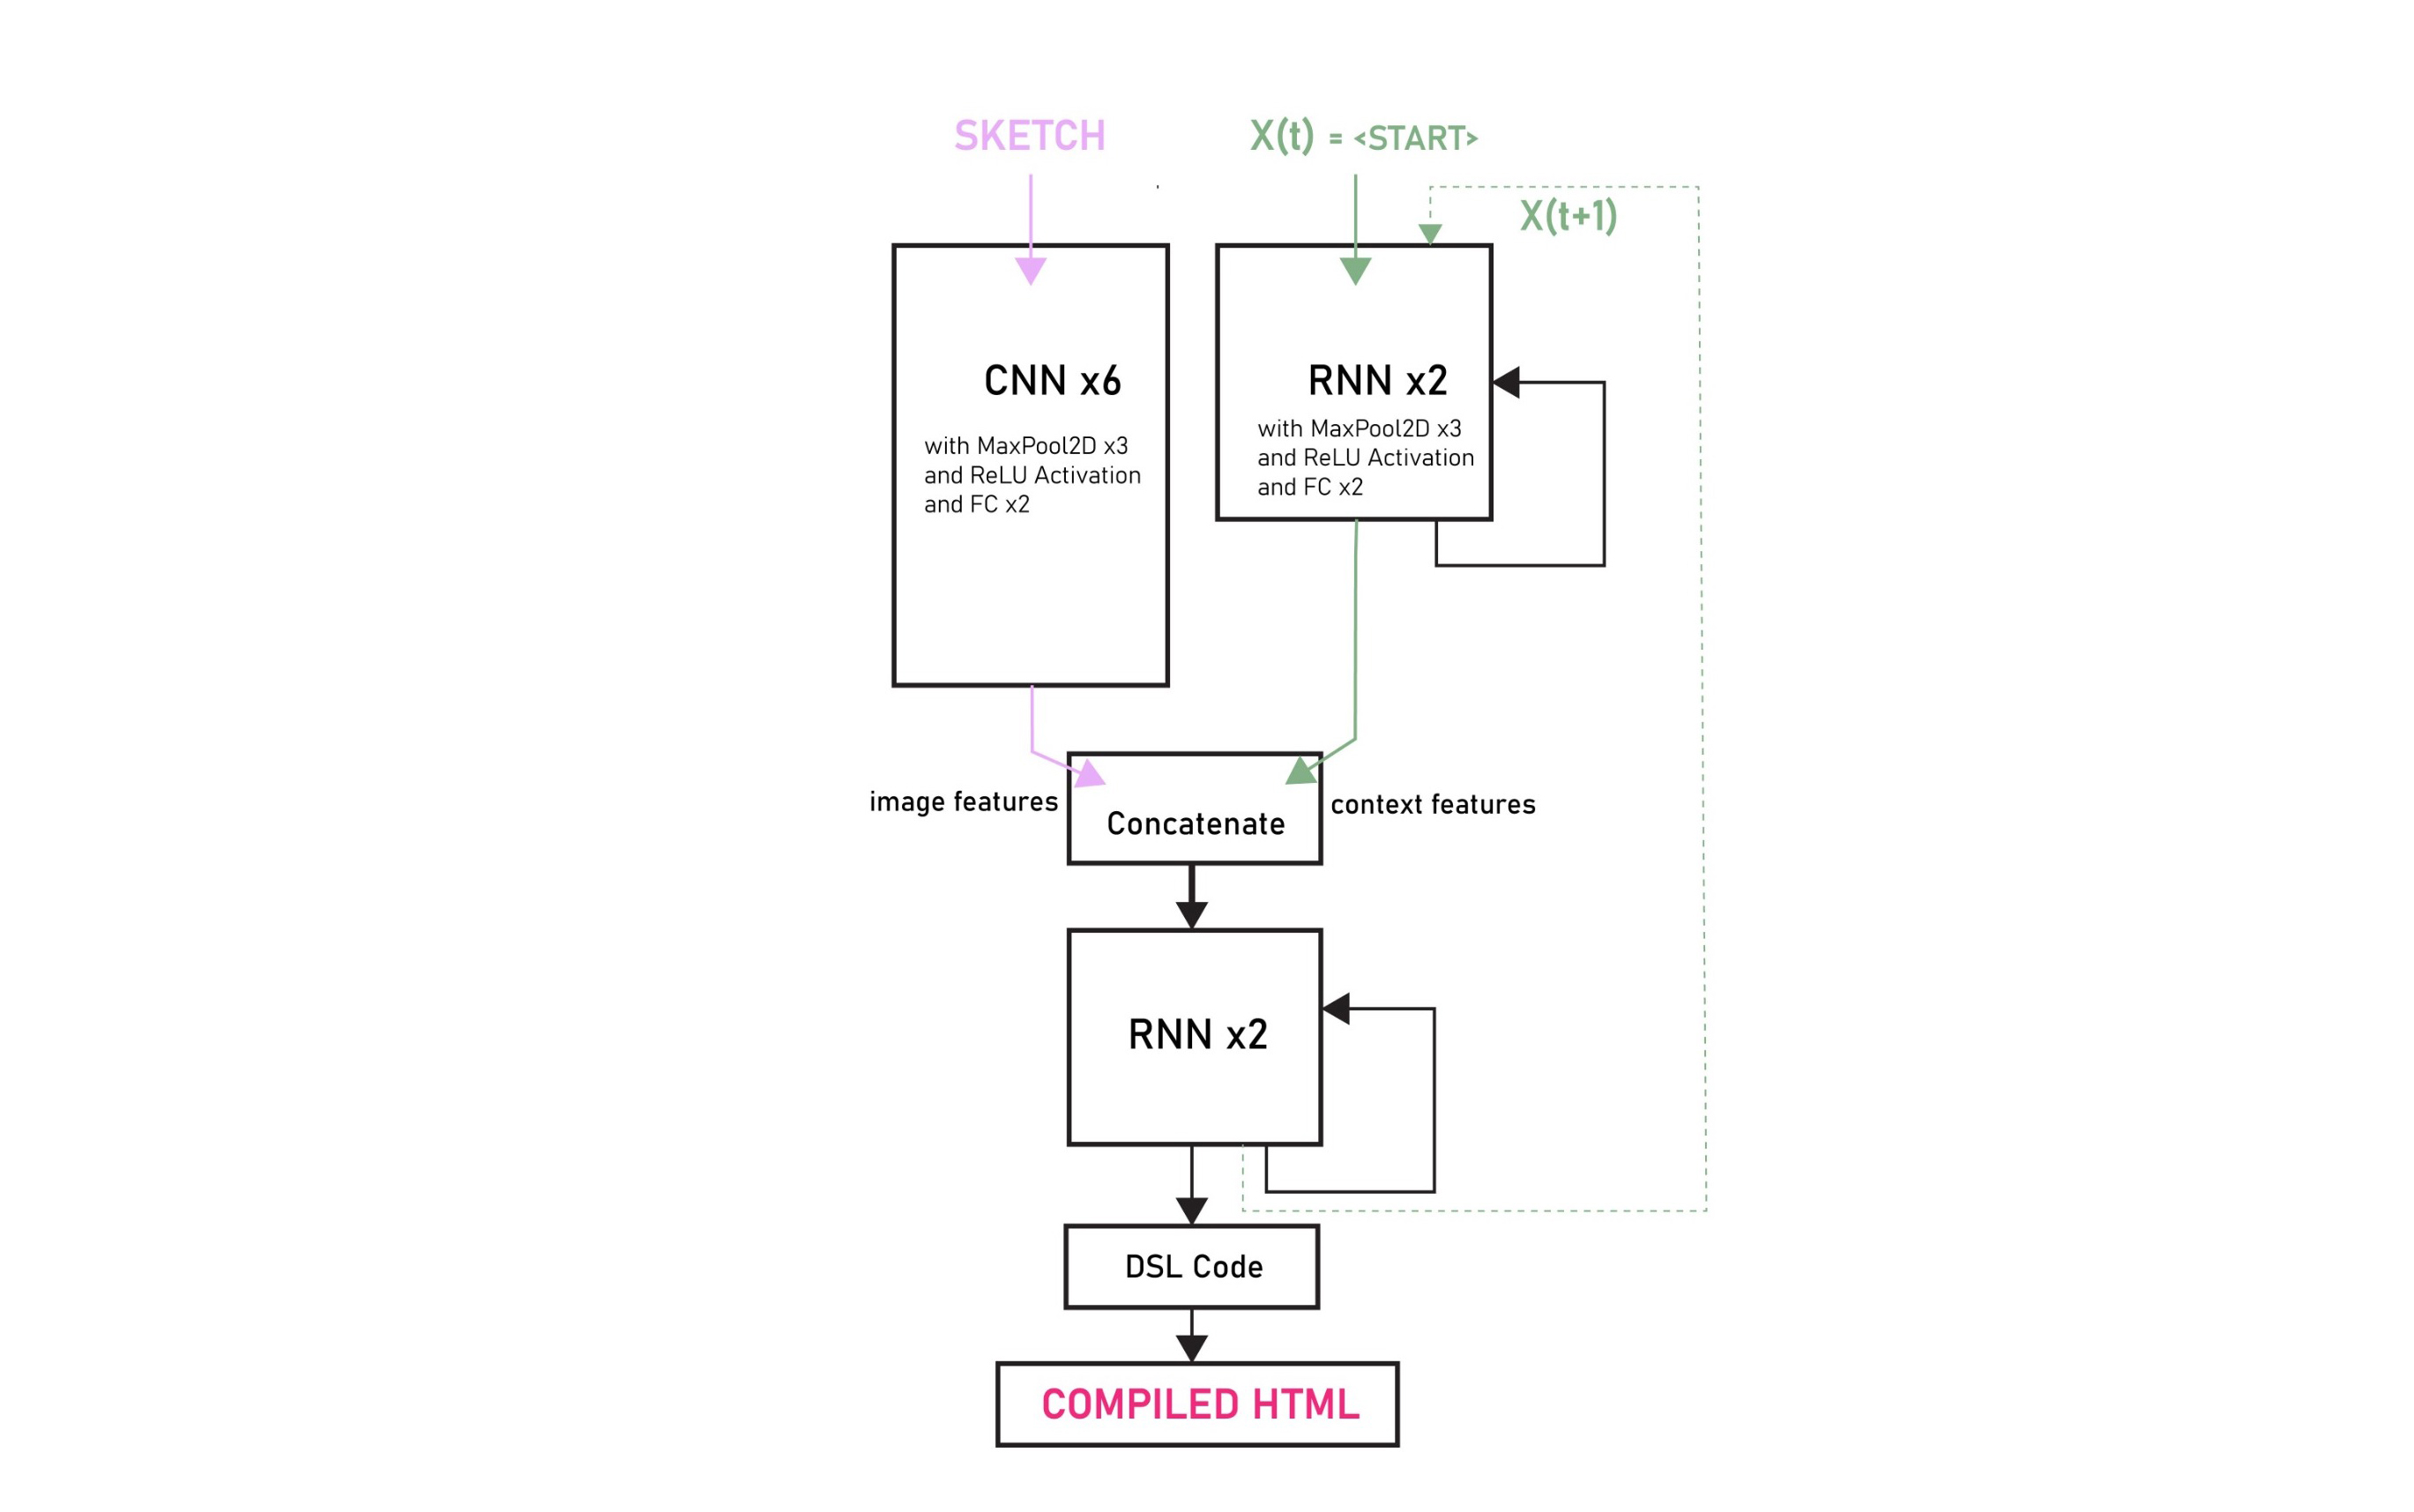 SKETCH
X(t) = <START>
X(t+1)
CNN x6
with MaxPool2D x3
and ReLU Activation
and FC x2
RNN x2
with MaxPool2D x3
and ReLU Activation
and FC x2
image features
Concatenate
context features
RNN x2
DSL Code
COMPILED HTML